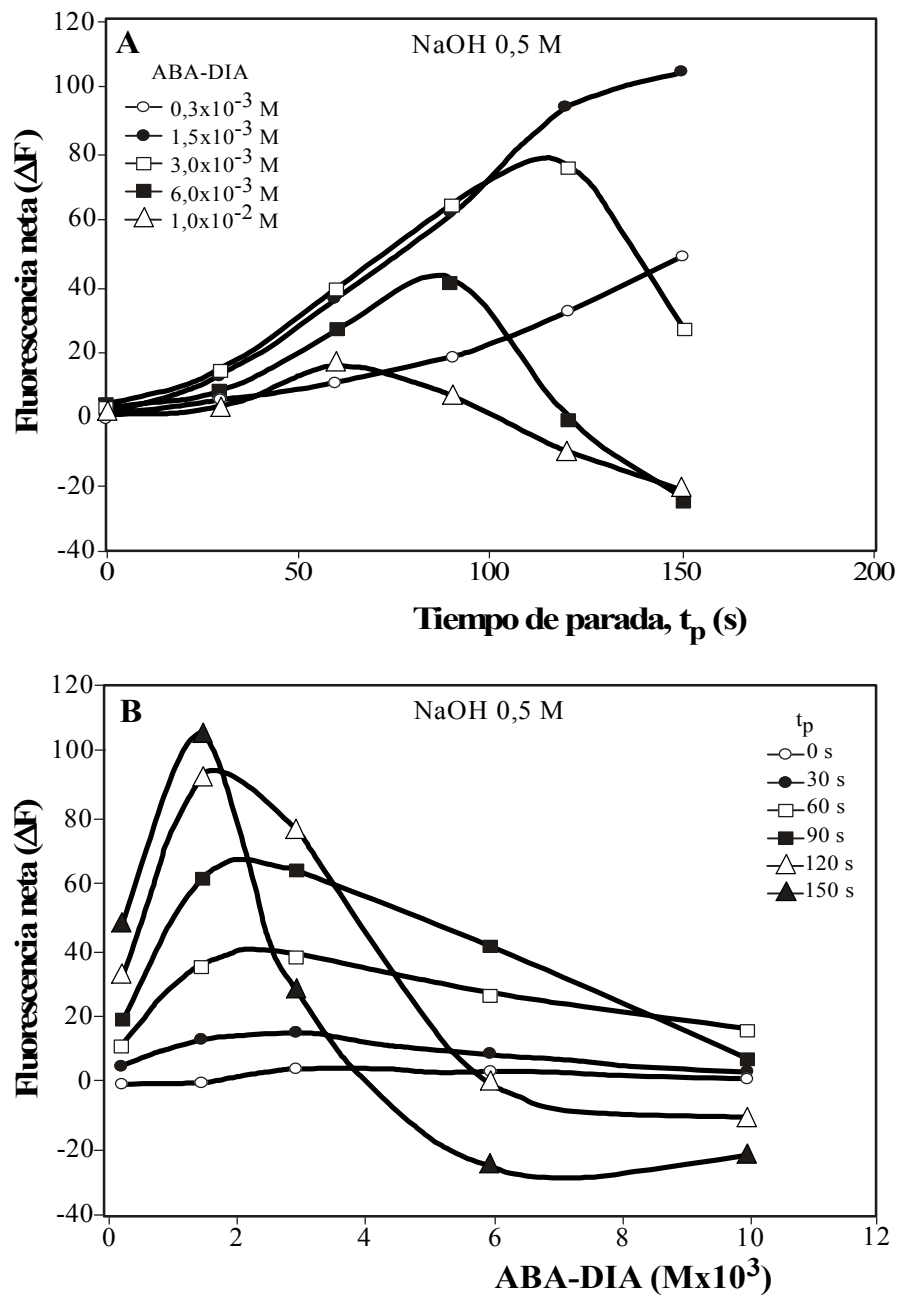 A
NaOH 0,5 M
ABA-DIA
0,3x10⁻³ M
1,5x10⁻³ M
3,0x10⁻³ M
6,0x10⁻³ M
1,0x10⁻² M
Fluorescencia neta (ΔF)
120
100
80
60
40
20
0
-20
-40
0
50
100
150
200
Tiempo de parada, tₚ (s)
B
NaOH 0,5 M
tₚ
0 s
30 s
60 s
90 s
120 s
150 s
Fluorescencia neta (ΔF)
120
100
80
60
40
20
0
-20
-40
0
2
4
6
8
10
12
ABA-DIA (Mx10³)